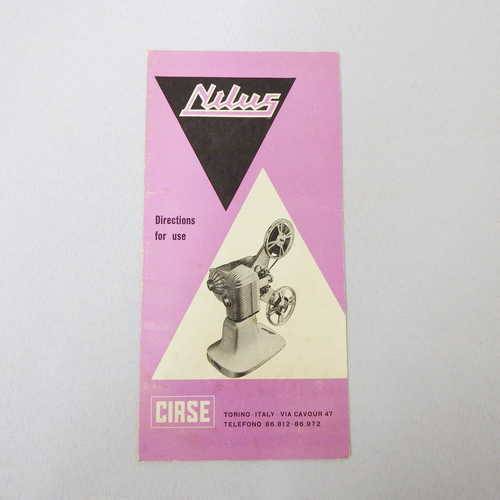 Nilus
Directions
for use
CIRSE
TORINO - ITALY - VIA CAVOUR 47
TELEFONO 86.812-86.972